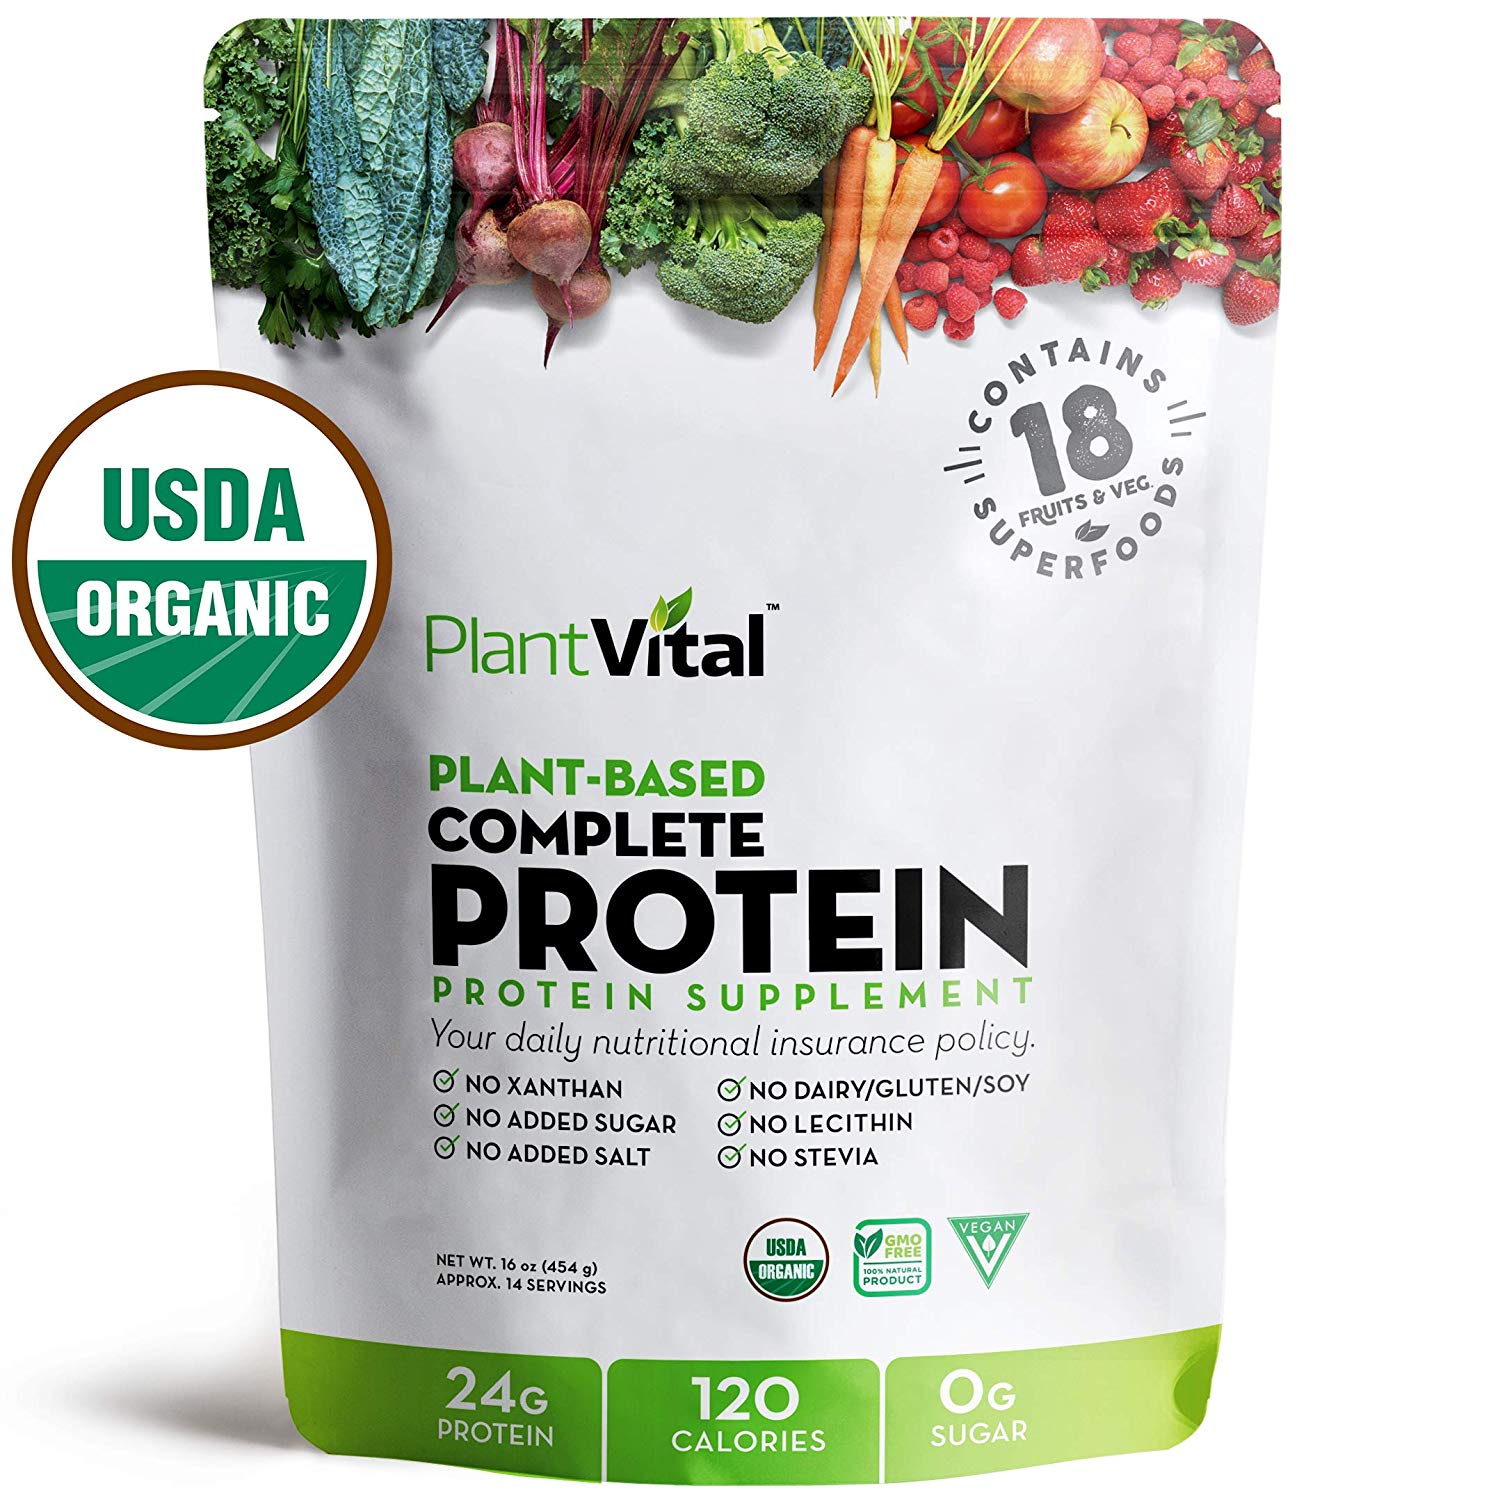 CONTAINS
18
FRUITS & VEG.
SUPERFOODS
USDA
ORGANIC
PlantVital™
PLANT-BASED
COMPLETE
PROTEIN
PROTEIN SUPPLEMENT
Your daily nutritional insurance policy.
NO XANTHAN
NO ADDED SUGAR
NO ADDED SALT
NO DAIRY/GLUTEN/SOY
NO LECITHIN
NO STEVIA
NET WT. 16 oz (454 g)
APPROX. 14 SERVINGS
USDA
ORGANIC
GMO
FREE
100% NATURAL
PRODUCT
VEGAN
24G
PROTEIN
120
CALORIES
0G
SUGAR